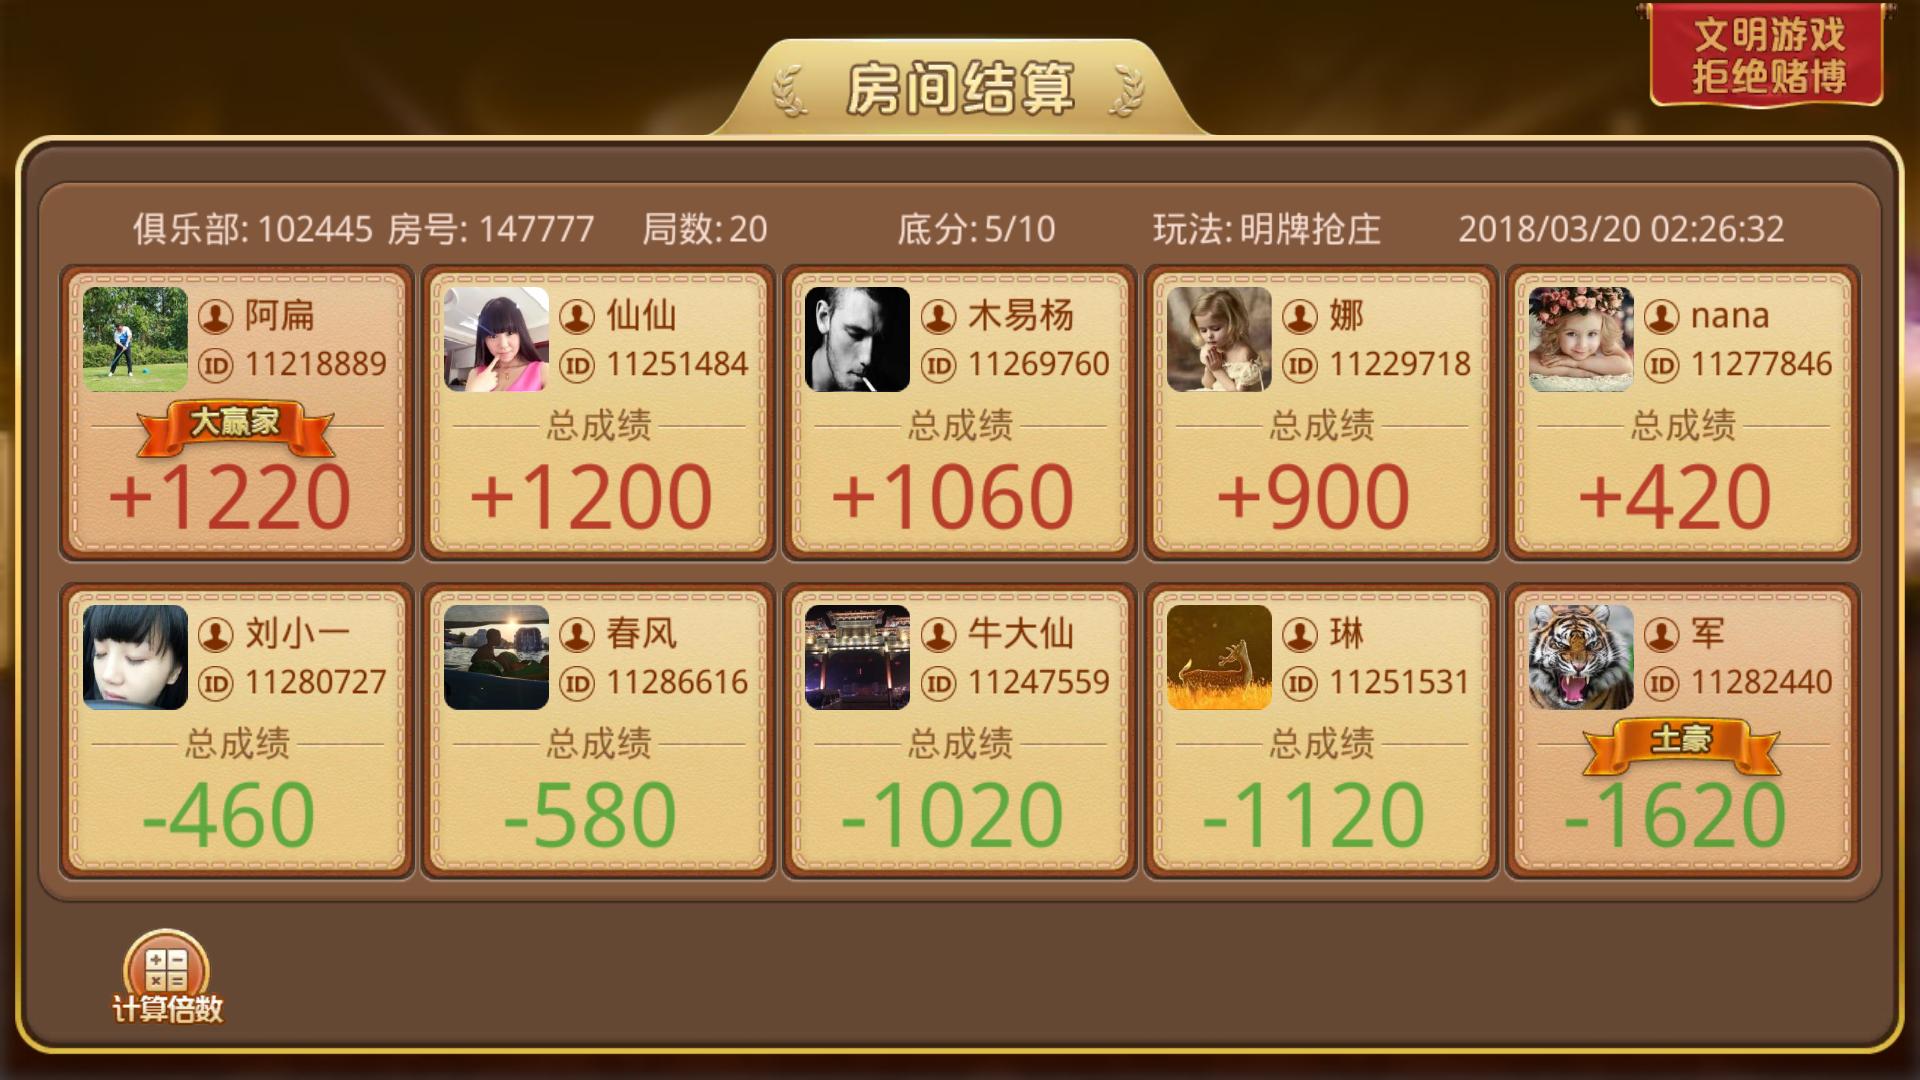 文明游戏
拒绝赌博
房间结算
俱乐部: 102445 房号: 147777 局数: 20 底分: 5/10 玩法: 明牌抢庄 2018/03/20 02:26:32
阿扁
ID 11218889
大赢家
+1220
仙仙
ID 11251484
总成绩
+1200
木易杨
ID 11269760
总成绩
+1060
娜
ID 11229718
总成绩
+900
nana
ID 11277846
总成绩
+420
刘小一
ID 11280727
总成绩
-460
春风
ID 11286616
总成绩
-580
牛大仙
ID 11247559
总成绩
-1020
琳
ID 11251531
总成绩
-1120
军
ID 11282440
土豪
-1620
计算倍数